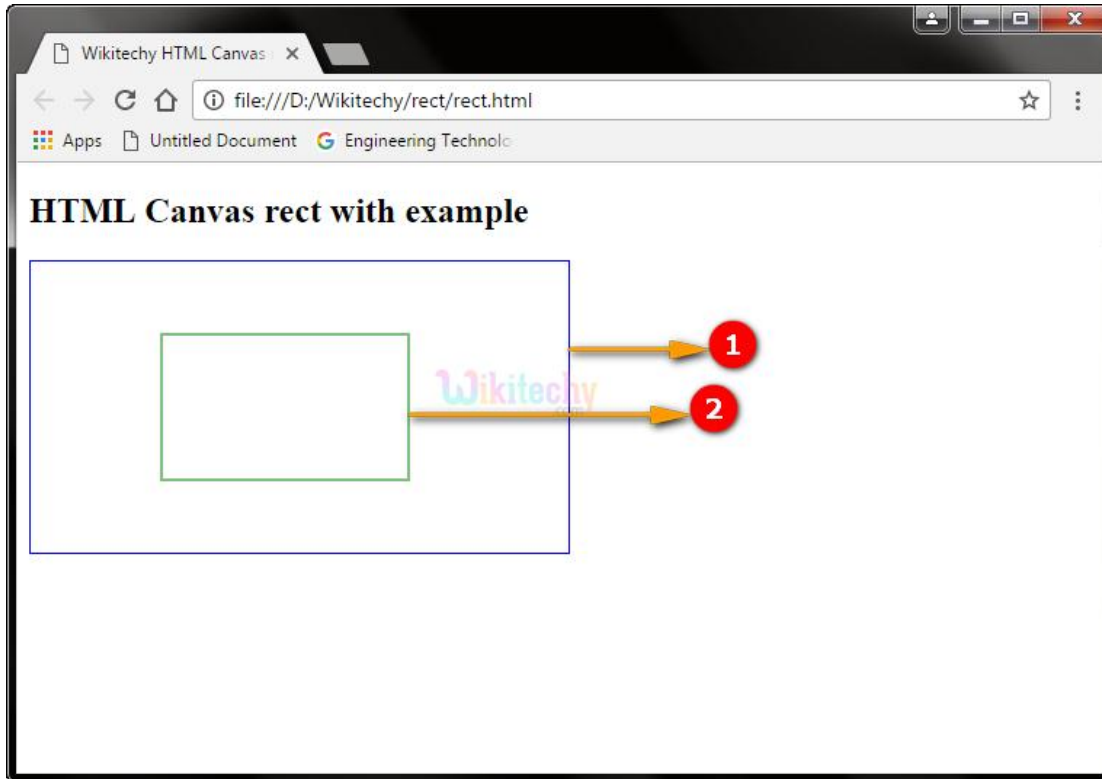 Wikitechy HTML Canvas
file:///D:/Wikitechy/rect/rect.html
Apps Untitled Document Engineering Technolo
HTML Canvas rect with example
1
Wikitechy
.com
2